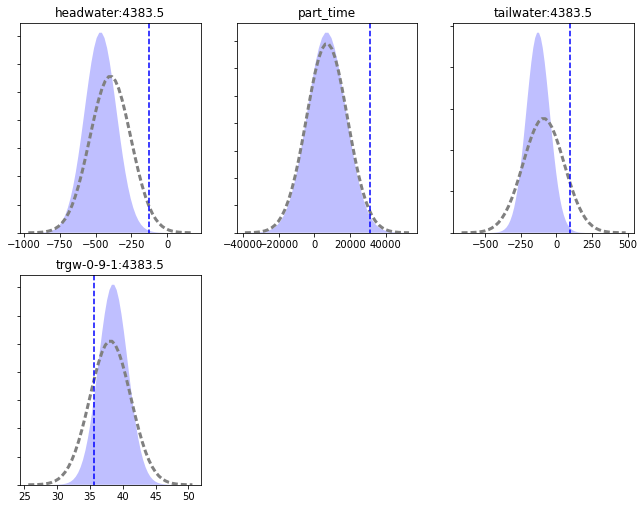 headwater:4383.5
part_time
tailwater:4383.5
−1000 −750 −500 −250 0
−40000 −20000 0 20000 40000
−500 −250 0 250 500
trgw-0-9-1:4383.5
25 30 35 40 45 50